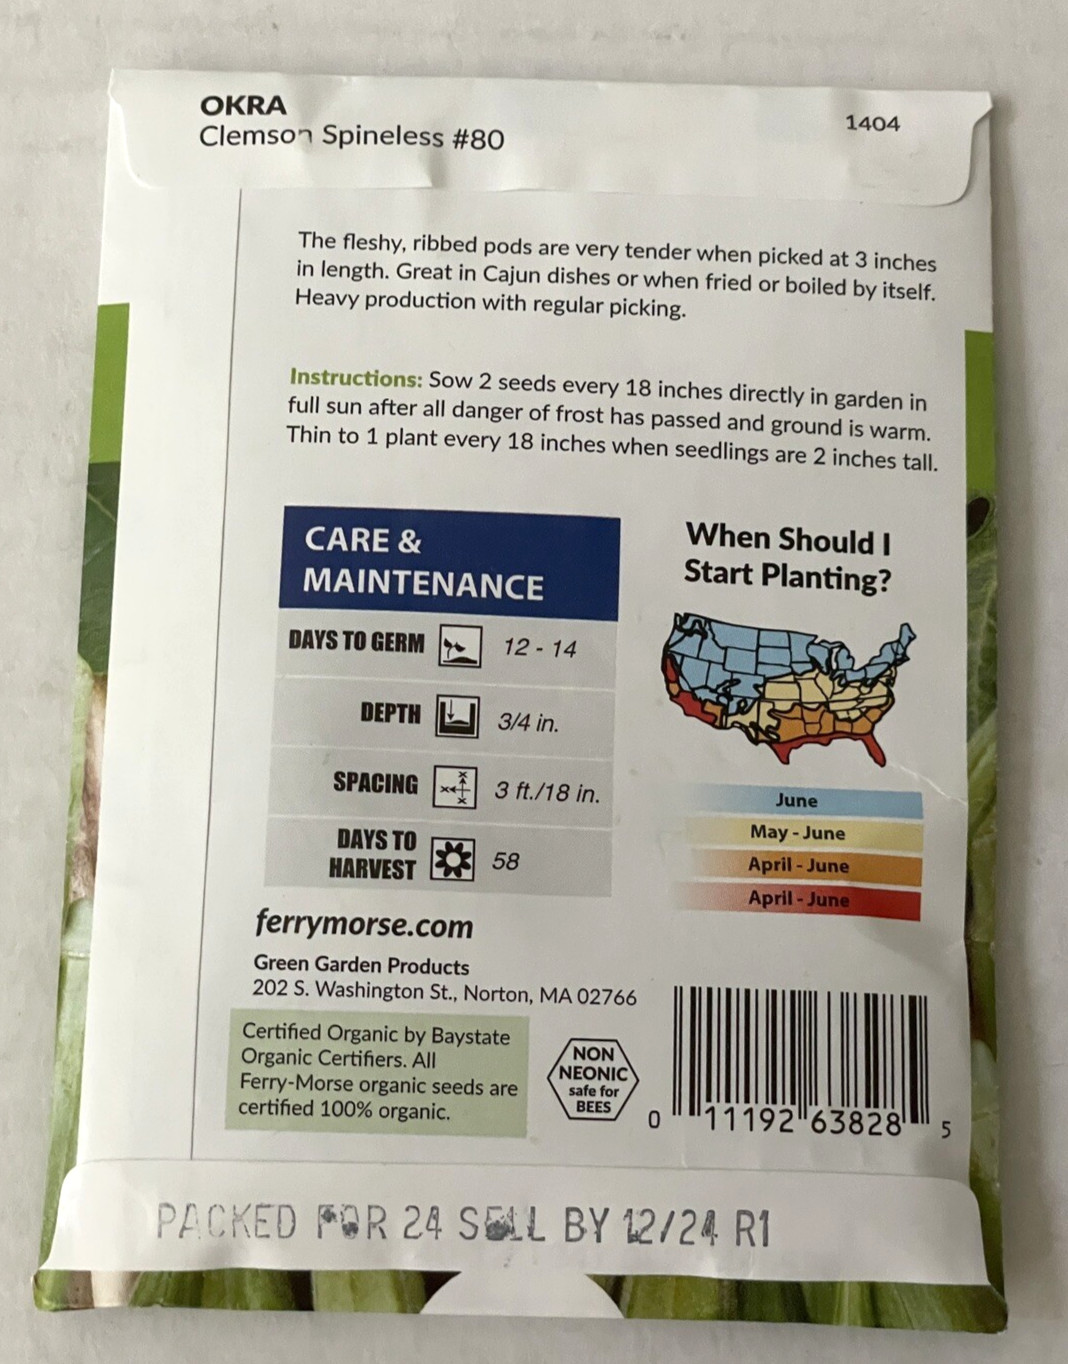 OKRA
Clemson Spineless #80
1404
The fleshy, ribbed pods are very tender when picked at 3 inches
in length. Great in Cajun dishes or when fried or boiled by itself.
Heavy production with regular picking.
Instructions: Sow 2 seeds every 18 inches directly in garden in
full sun after all danger of frost has passed and ground is warm.
Thin to 1 plant every 18 inches when seedlings are 2 inches tall.
CARE &
MAINTENANCE
DAYS TO GERM 12 - 14
DEPTH 3/4 in.
SPACING 3 ft./18 in.
DAYS TO
HARVEST 58
When Should I
Start Planting?
June
May - June
April - June
April - June
ferrymorse.com
Green Garden Products
202 S. Washington St., Norton, MA 02766
Certified Organic by Baystate
Organic Certifiers. All
Ferry-Morse organic seeds are
certified 100% organic.
NON
NEONIC
safe for
BEES
0 11192 63828 5
PACKED FOR 24 SELL BY 12/24 R1